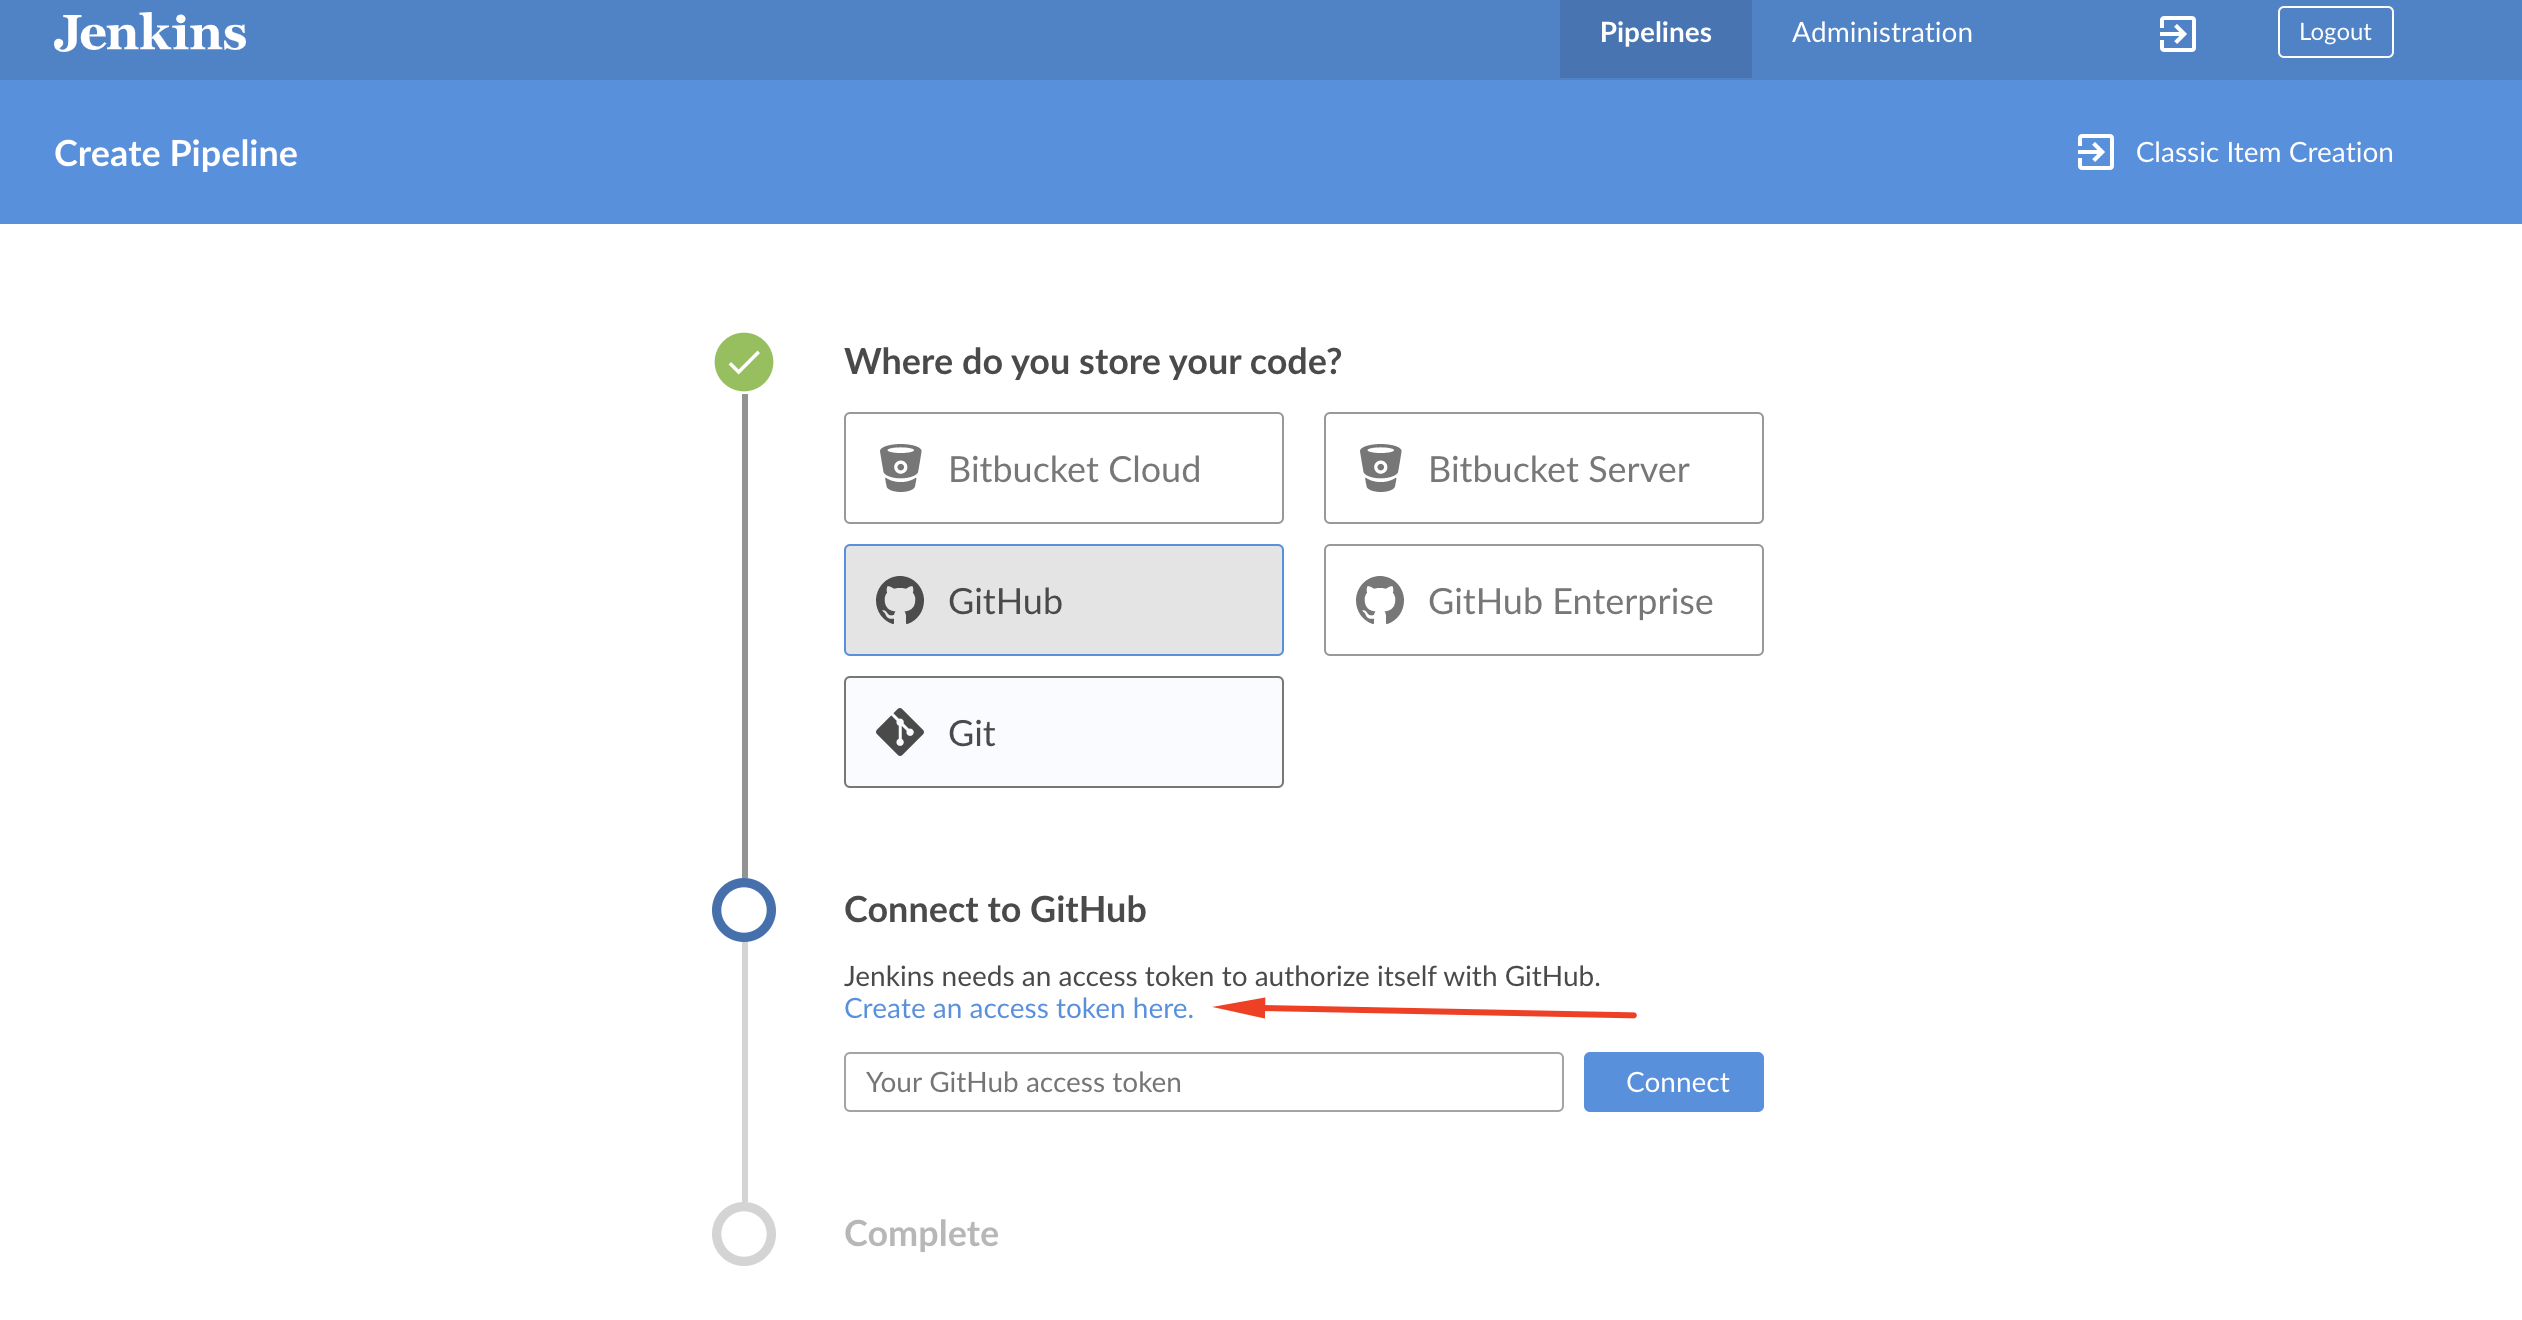 Jenkins
Pipelines
Administration
Logout
Create Pipeline
Classic Item Creation
Where do you store your code?
Bitbucket Cloud
Bitbucket Server
GitHub
GitHub Enterprise
Git
Connect to GitHub
Jenkins needs an access token to authorize itself with GitHub.
Create an access token here.
Your GitHub access token
Connect
Complete